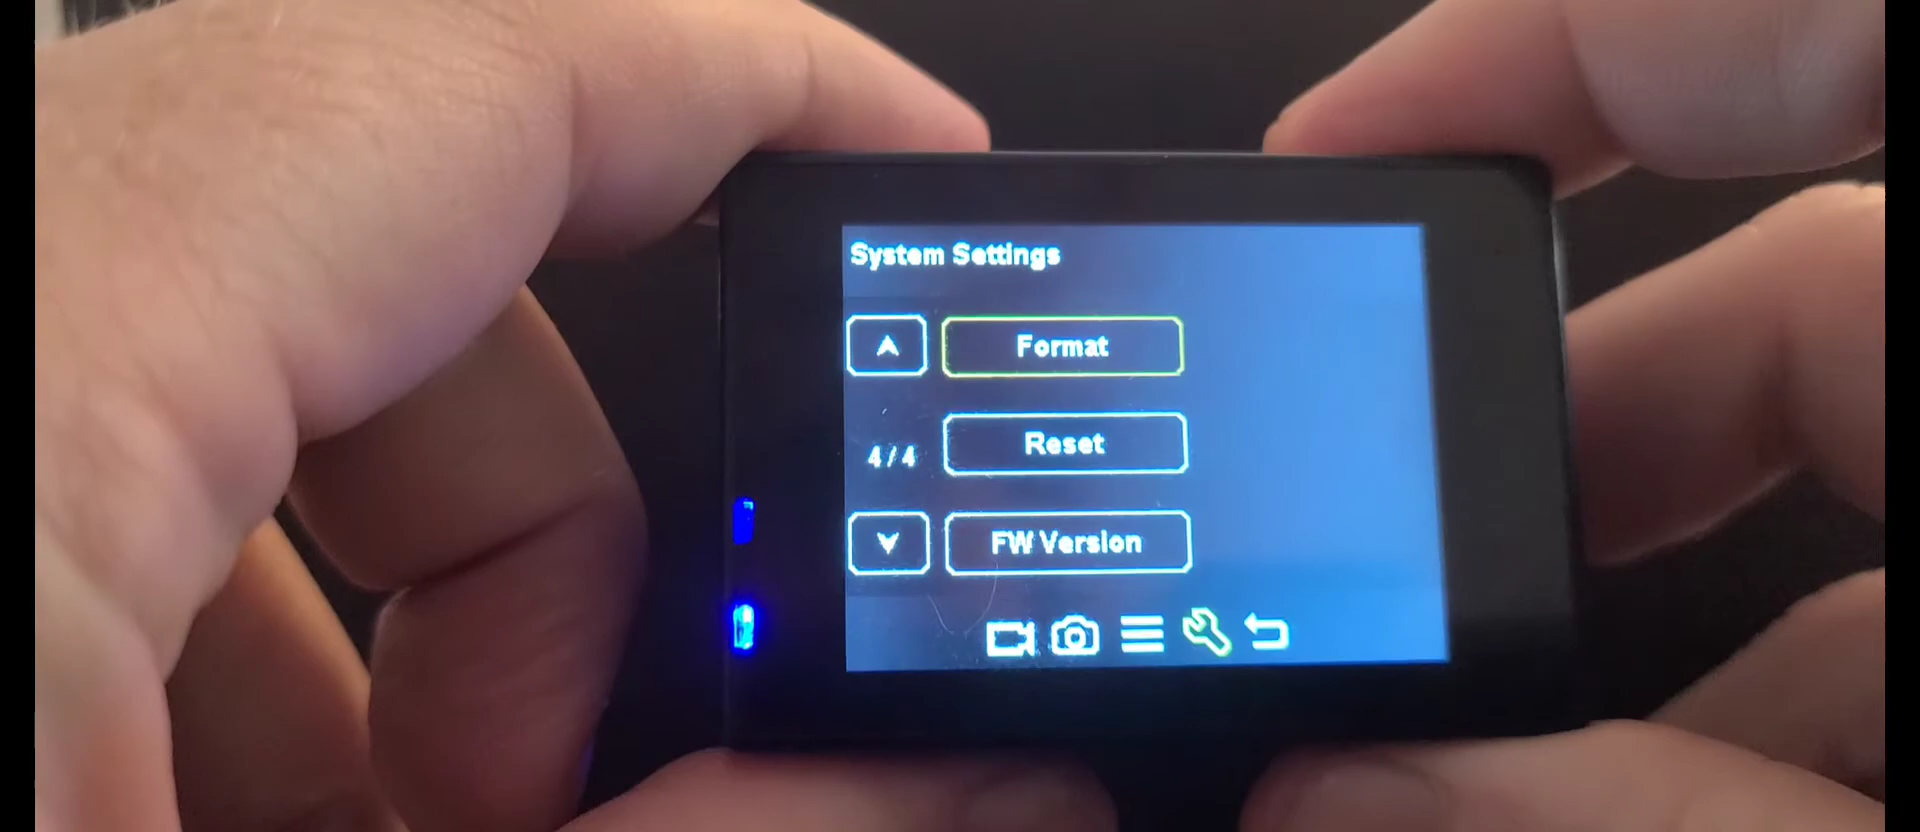 System Settings
Format
4/4
Reset
FW Version